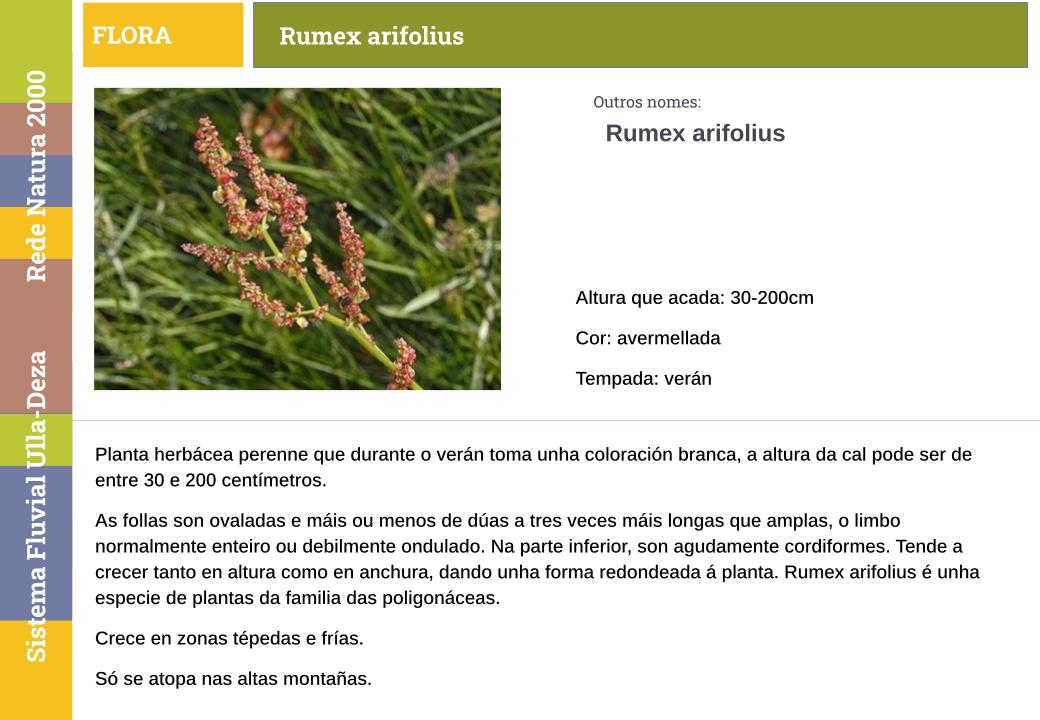 FLORA
Rumex arifolius
Rede Natura 2000
Sistema Fluvial Ulla-Deza
Outros nomes:
Rumex arifolius
Altura que acada: 30-200cm
Cor: avermellada
Tempada: verán
Planta herbácea perenne que durante o verán toma unha coloración branca, a altura da cal pode ser de
entre 30 e 200 centímetros.
As follas son ovaladas e máis ou menos de dúas a tres veces máis longas que amplas, o limbo
normalmente enteiro ou debilmente ondulado. Na parte inferior, son agudamente cordiformes. Tende a
crecer tanto en altura como en anchura, dando unha forma redondeada á planta. Rumex arifolius é unha
especie de plantas da familia das poligonáceas.
Crece en zonas tépedas e frías.
Só se atopa nas altas montañas.